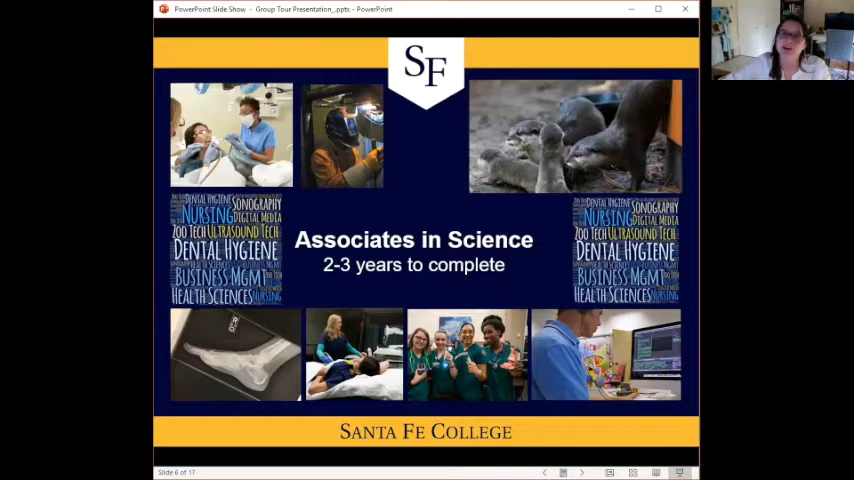 PowerPoint Slide Show - Group Tour Presentation_.pptx - PowerPoint
SF
DENTAL HYGIENE
SONOGRAPHY
NURSING
DIGITAL MEDIA
ZOO TECH ULTRASOUND TECH
DENTAL HYGIENE
BUSINESS MGMT
HEALTH SCIENCES
NURSING
Associates in Science
2-3 years to complete
DENTAL HYGIENE
SONOGRAPHY
NURSING
DIGITAL MEDIA
ZOO TECH ULTRASOUND TECH
DENTAL HYGIENE
BUSINESS MGMT
HEALTH SCIENCES
NURSING
SANTA FE COLLEGE
Slide 6 of 17